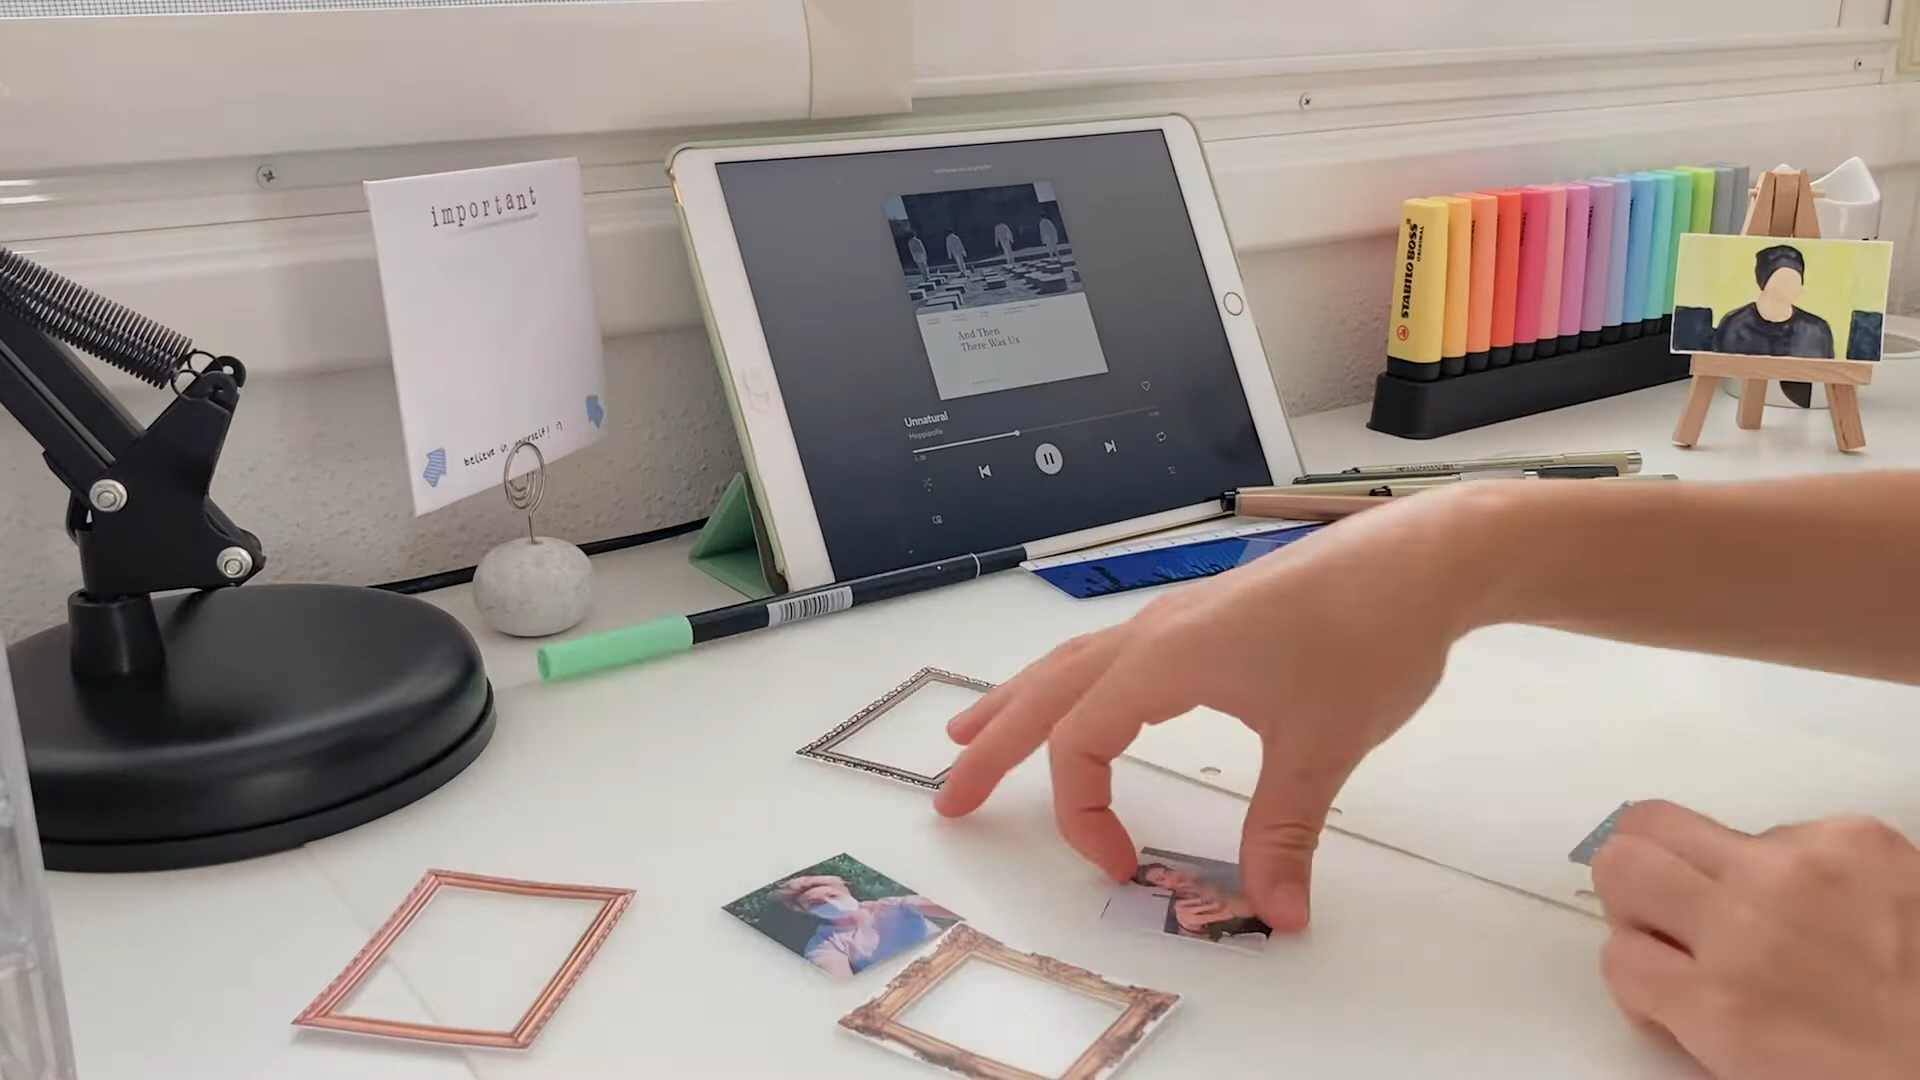 important
believe in yourself! :)
And Then
There Was Us
Unnatural
Hoppipolla
STABILO BOSS
ORIGINAL